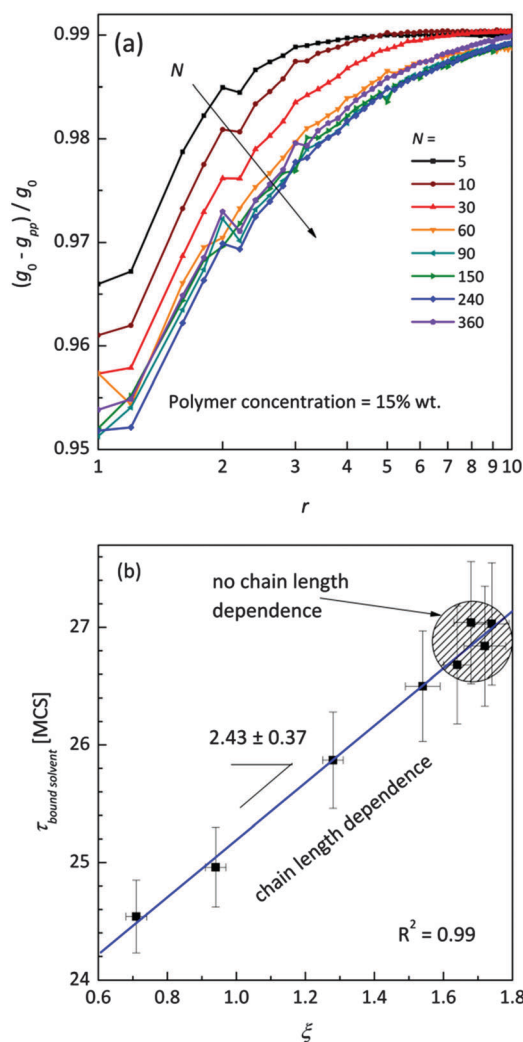 (a)
N
N =
5
10
30
60
90
150
240
360
Polymer concentration = 15% wt.
(g₀ - gₚₚ) / g₀
0.99
0.98
0.97
0.96
0.95
1 2 3 4 5 6 7 8 9 10
r
(b)
no chain length
dependence
2.43 ± 0.37
chain length dependence
R² = 0.99
τbound solvent [MCS]
27
26
25
24
0.6 0.8 1.0 1.2 1.4 1.6 1.8
ξ